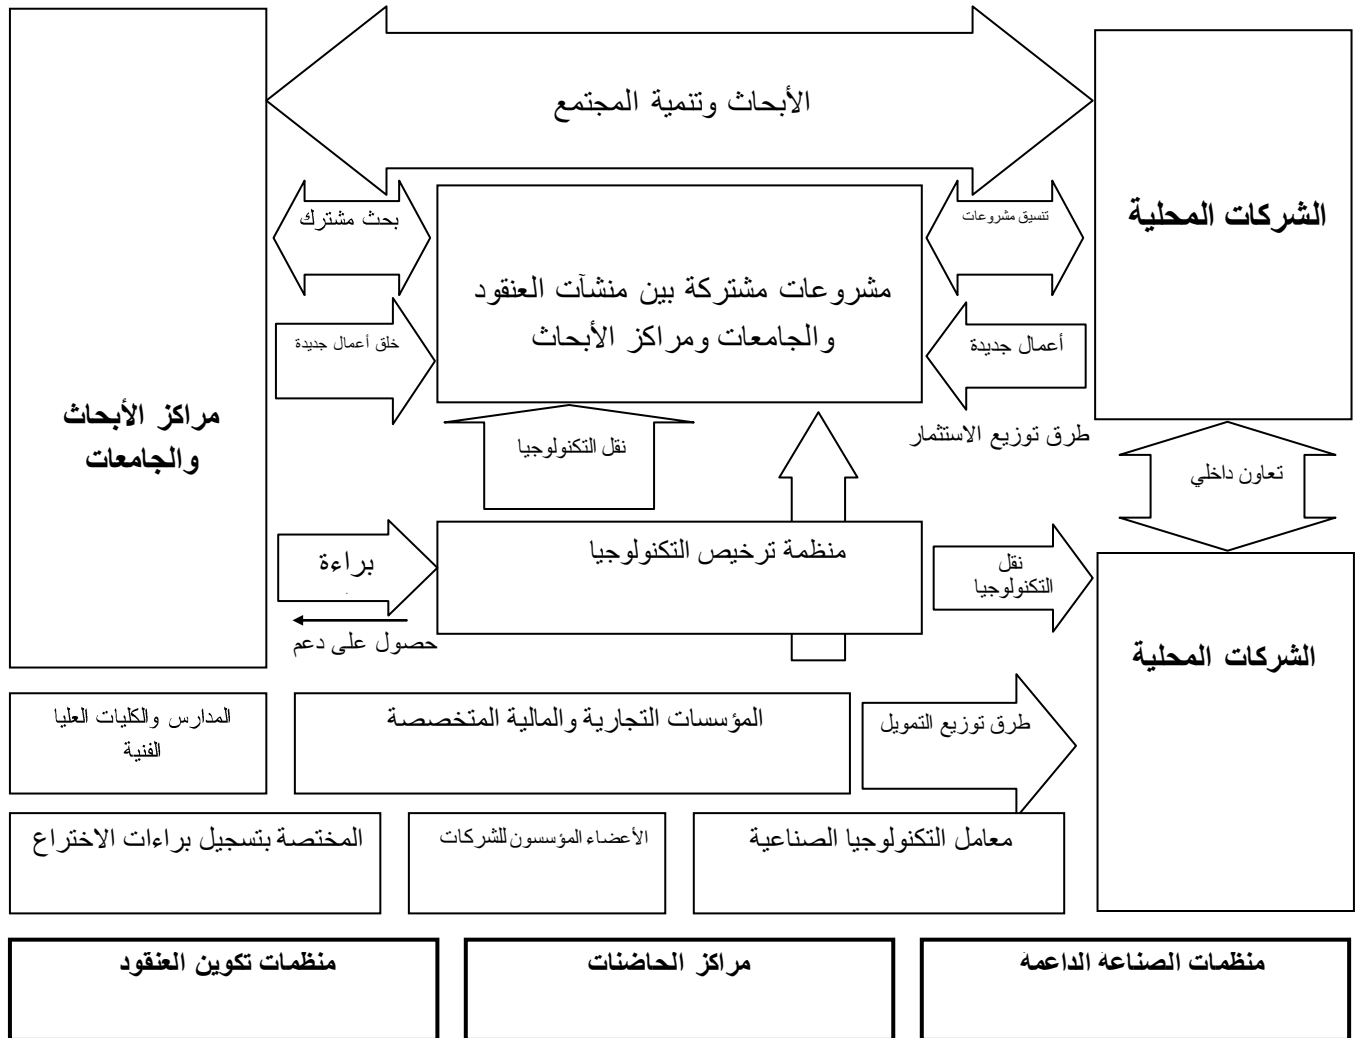 الأبحاث وتنمية المجتمع
الشركات المحلية
تنسيق مشروعات
بحث مشترك
مشروعات مشتركة بين منشآت العنقود
والجامعات ومراكز الأبحاث
أعمال جديدة
خلق أعمال جديدة
مراكز الأبحاث
والجامعات
طرق توزيع الاستثمار
نقل التكنولوجيا
تعاون داخلي
منظمة ترخيص التكنولوجيا
براءة
نقل
التكنولوجيا
حصول على دعم
الشركات المحلية
طرق توزيع التمويل
المؤسسات التجارية والمالية المتخصصة
المدارس والكليات العليا
الفنية
معامل التكنولوجيا الصناعية
الأعضاء المؤسسون للشركات
المختصة بتسجيل براءات الاختراع
منظمات الصناعة الداعمة
مراكز الحاضنات
منظمات تكوين العنقود